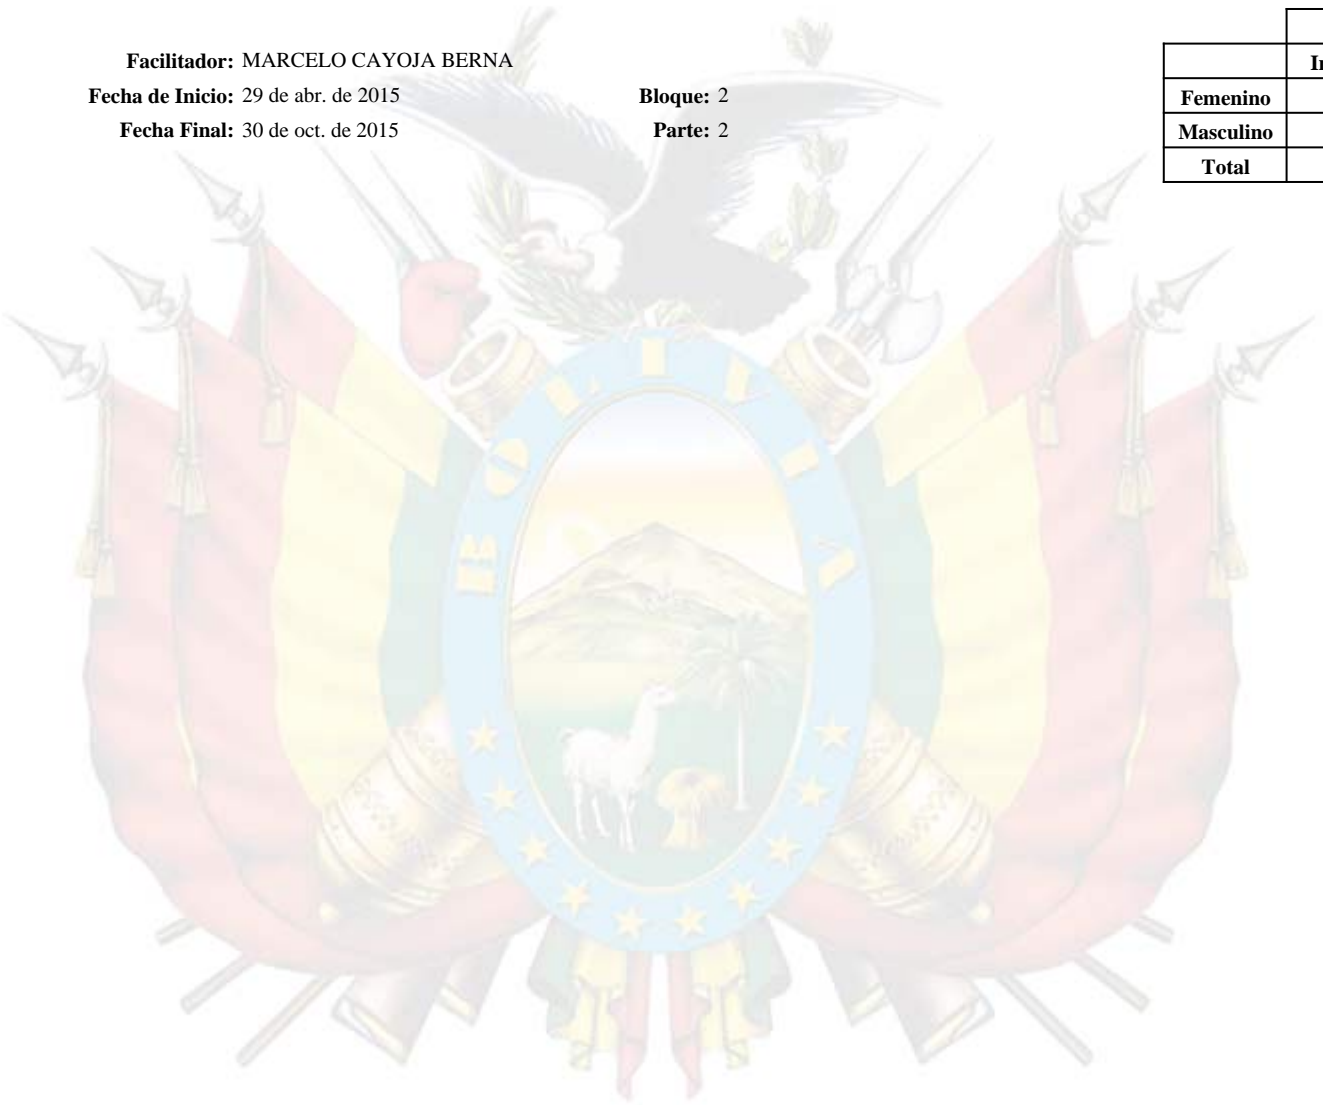 Facilitador: MARCELO CAYOJA BERNA
Fecha de Inicio: 29 de abr. de 2015 Bloque: 2
Fecha Final: 30 de oct. de 2015 Parte: 2
Femenino
Masculino
Total
BOLIVIA